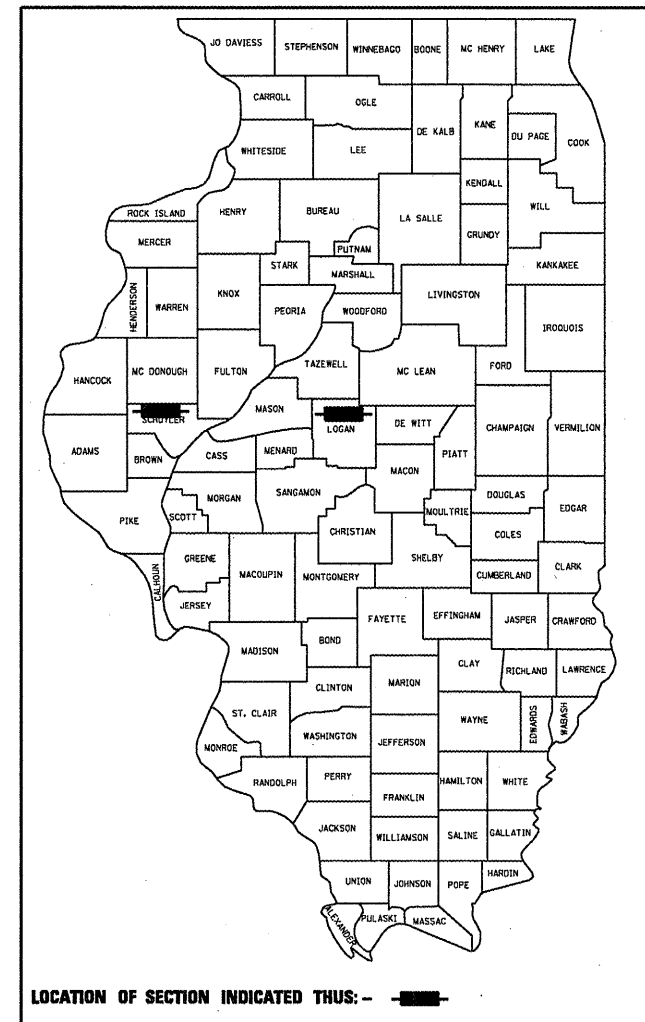 JO DAVIESS STEPHENSON WINNEBAGO BOONE MC HENRY LAKE
CARROLL OGLE DE KALB KANE DU PAGE COOK
WHITESIDE LEE KENDALL WILL
ROCK ISLAND HENRY BUREAU LA SALLE GRUNDY
MERCER PUTNAM KANKAKEE
STARK MARSHALL
HENDERSON WARREN KNOX PEORIA WOODFORD LIVINGSTON IROQUOIS
HANCOCK MC DONOUGH FULTON TAZEWELL MC LEAN FORD
SCHUYLER MASON LOGAN DE WITT CHAMPAIGN VERMILION
ADAMS BROWN CASS MENARD MACON PIATT
PIKE SCOTT MORGAN SANGAMON MOULTRIE DOUGLAS EDGAR
CHRISTIAN COLES
CALHOUN GREENE MACOUPIN MONTGOMERY SHELBY CUMBERLAND CLARK
JERSEY FAYETTE EFFINGHAM JASPER CRAWFORD
MADISON BOND CLAY RICHLAND LAWRENCE
CLINTON MARION
ST. CLAIR WAYNE EDWARDS WABASH
MONROE WASHINGTON JEFFERSON
RANDOLPH PERRY HAMILTON WHITE
FRANKLIN
JACKSON WILLIAMSON SALINE GALLATIN
UNION JOHNSON POPE HARDIN
ALEXANDER PULASKI MASSAC
LOCATION OF SECTION INDICATED THUS: –